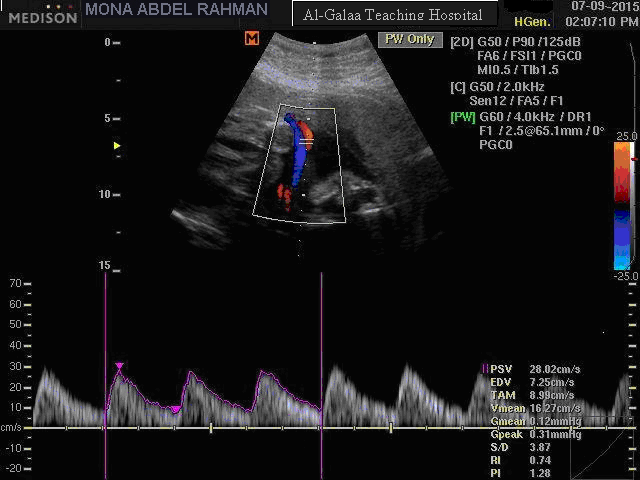 MEDISON
MONA ABDEL RAHMAN
Al-Galaa Teaching Hospital
07-09-2015
HGen.
02:07:10 PM
M
PW Only
[2D] G50 / P90 /125dB
FA6 / FSI1 / PGC0
MI0.5 / TIb1.5
[C] G50 / 2.0kHz
Sen12 / FA5 / F1
[PW] G60 / 4.0kHz / DR1
F1 / 2.5@65.1mm / 0°
PGC0
0
5
10
15
25.0
-25.0
70
60
50
40
30
20
10
cm/s
-10
-20
PSV 28.02cm/s
EDV 7.25cm/s
TAM 8.99cm/s
Vmean 16.27cm/s
Gmean 0.12mmHg
Gpeak 0.31mmHg
S/D 3.87
RI 0.74
PI 1.28